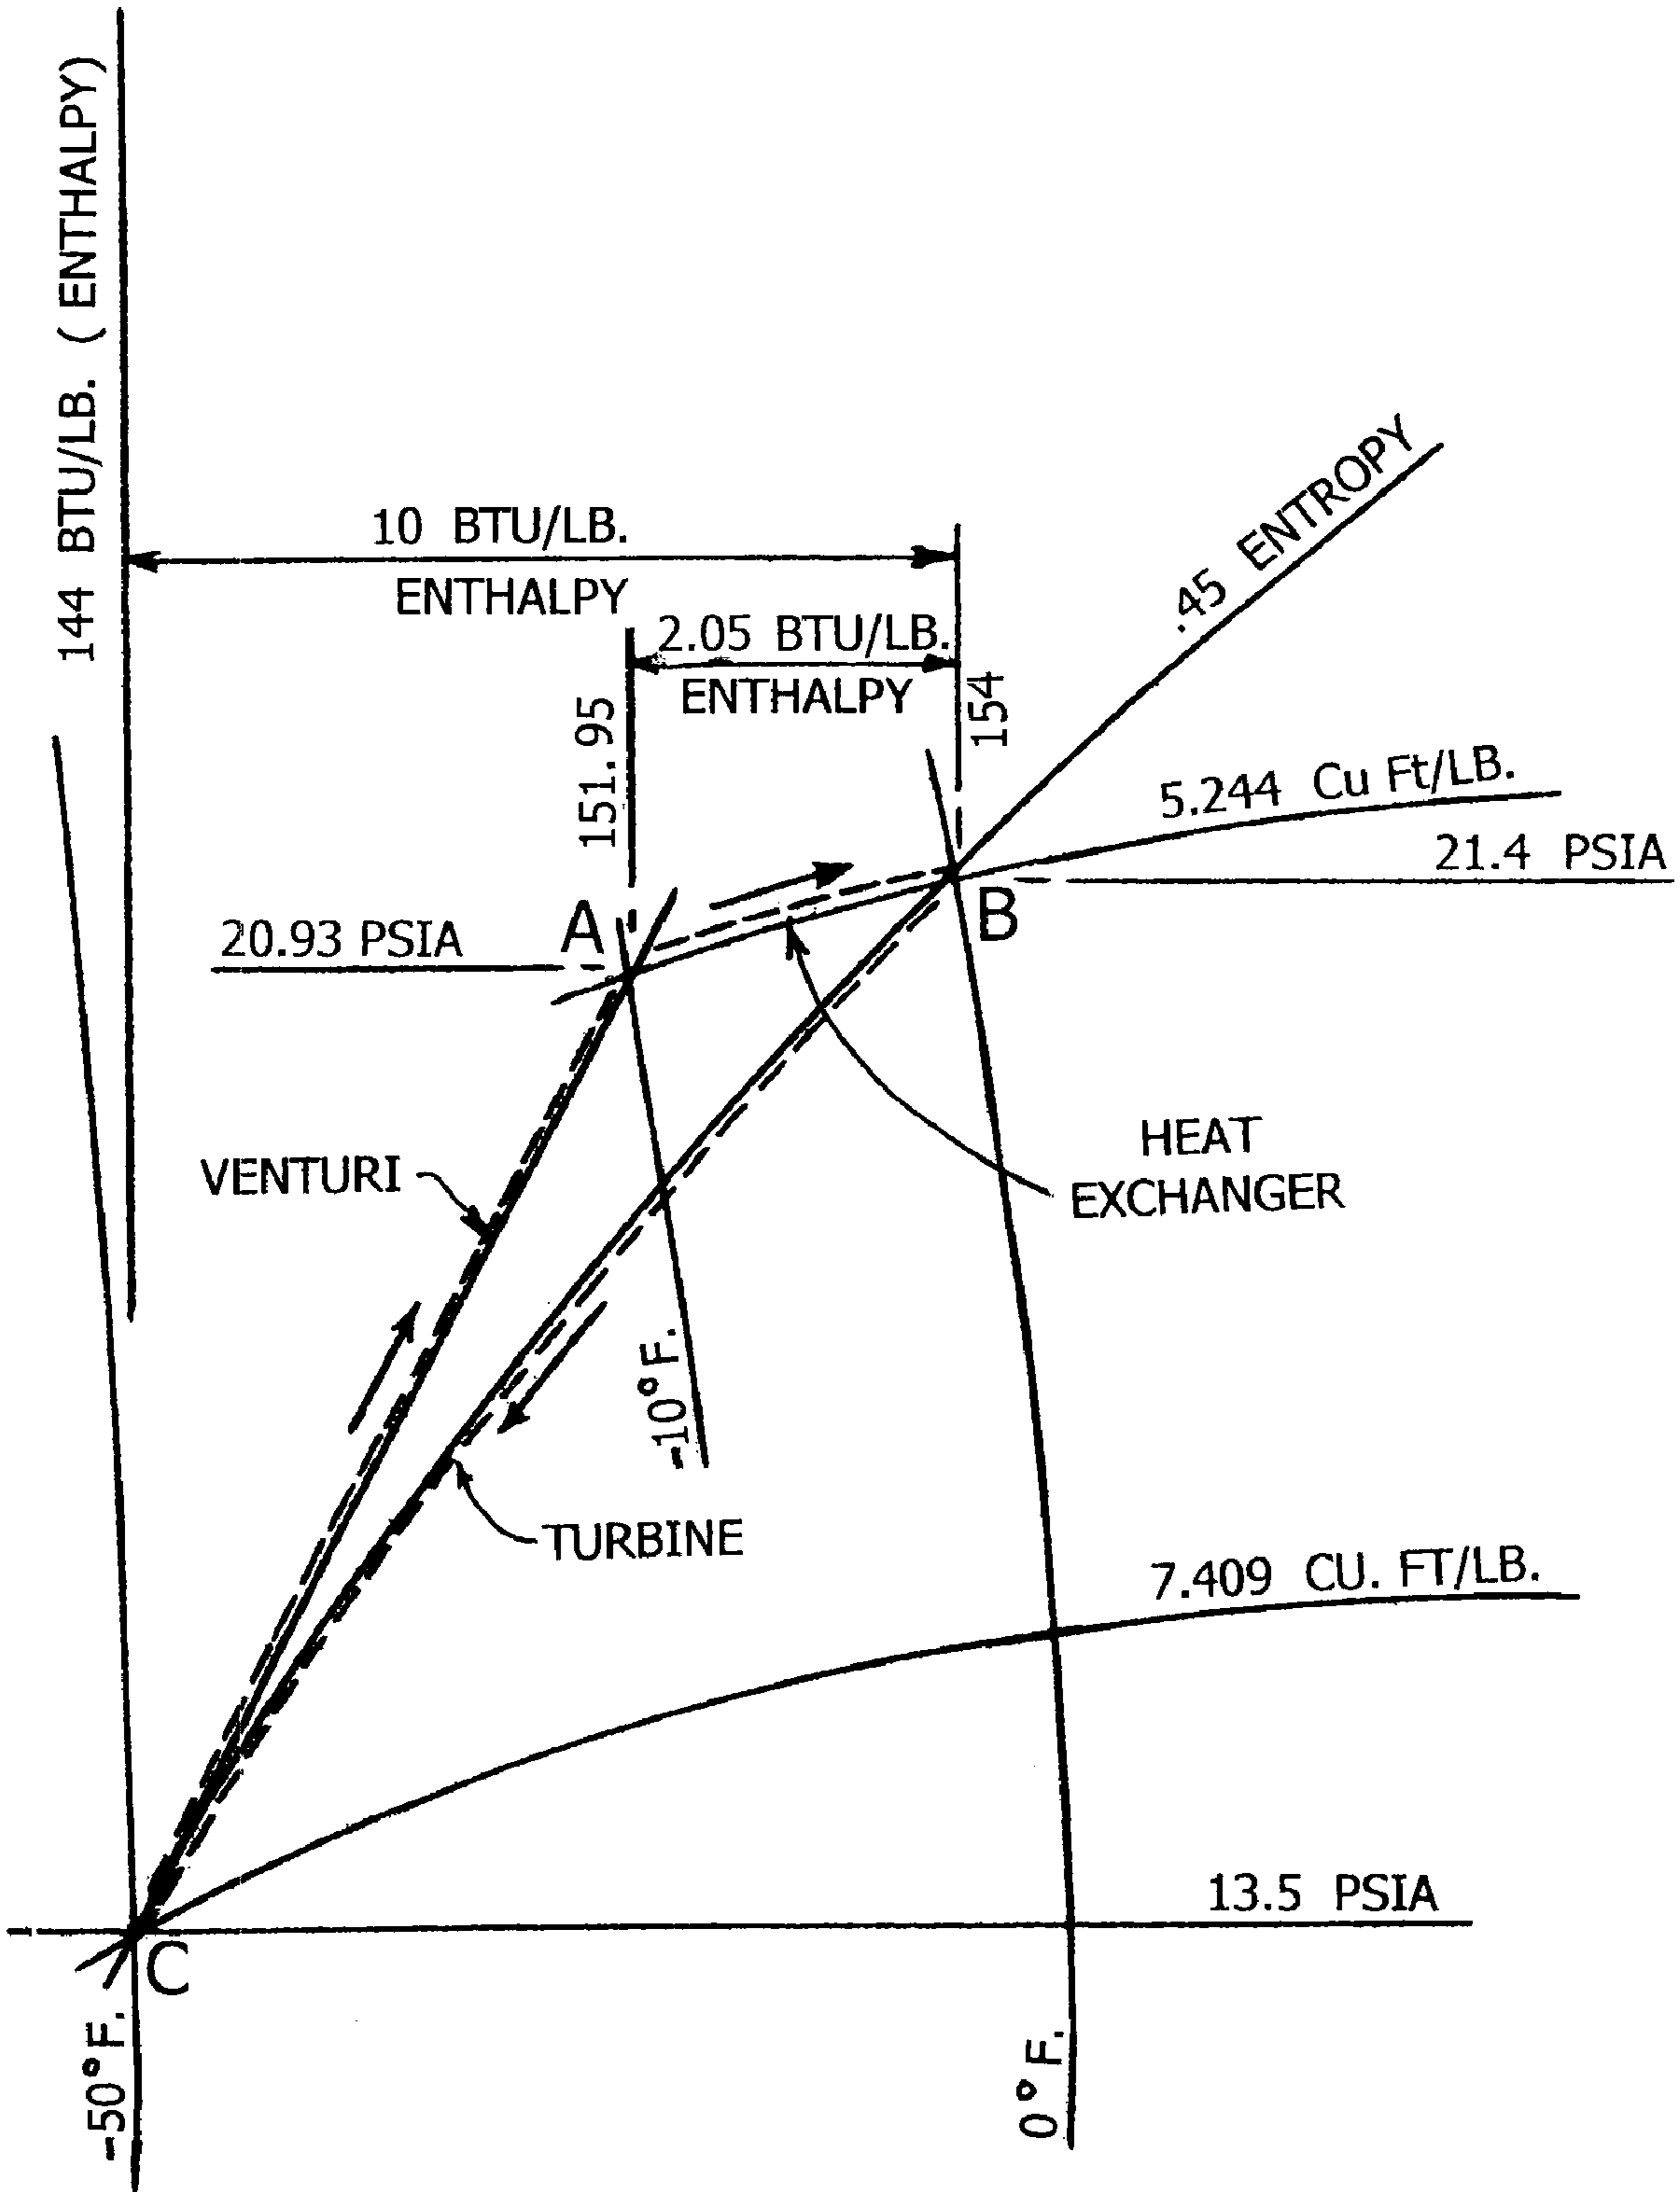 144 BTU/LB. ( ENTHALPY)
10 BTU/LB.
ENTHALPY
2.05 BTU/LB.
ENTHALPY
.45 ENTROPY
151.95
154
5.244 Cu Ft/LB.
21.4 PSIA
20.93 PSIA
A
B
VENTURI
HEAT
EXCHANGER
-10°F.
TURBINE
7.409 CU. FT/LB.
13.5 PSIA
C
-50°F.
0°F.